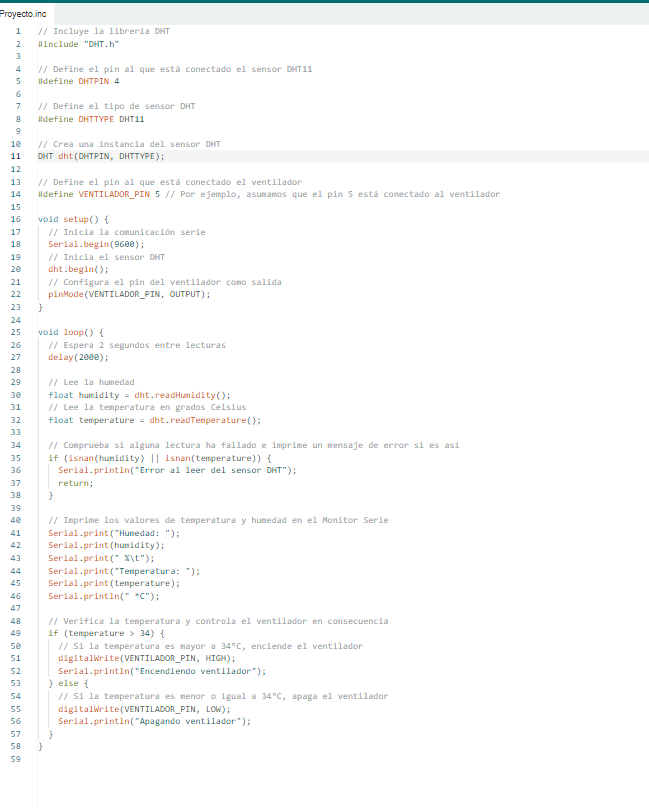 Proyecto.ino
1 // Incluye la libreria DHT
2 #include "DHT.h"
3
4 // Define el pin al que está conectado el sensor DHT11
5 #define DHTPIN 4
6
7 // Define el tipo de sensor DHT
8 #define DHTTYPE DHT11
9
10 // Crea una instancia del sensor DHT
11 DHT dht(DHTPIN, DHTTYPE);
12
13 // Define el pin al que está conectado el ventilador
14 #define VENTILADOR_PIN 5 // Por ejemplo, asumamos que el pin 5 está conectado al ventilador
15
16 void setup() {
17 // Inicia la comunicación serie
18 Serial.begin(9600);
19 // Inicia el sensor DHT
20 dht.begin();
21 // Configura el pin del ventilador como salida
22 pinMode(VENTILADOR_PIN, OUTPUT);
23 }
24
25 void loop() {
26 // Espera 2 segundos entre lecturas
27 delay(2000);
28
29 // Lee la humedad
30 float humidity = dht.readHumidity();
31 // Lee la temperatura en grados Celsius
32 float temperature = dht.readTemperature();
33
34 // Comprueba si alguna lectura ha fallado e imprime un mensaje de error si es así
35 if (isnan(humidity) || isnan(temperature)) {
36 Serial.println("Error al leer del sensor DHT");
37 return;
38 }
39
40 // Imprime los valores de temperatura y humedad en el Monitor Serie
41 Serial.print("Humedad: ");
42 Serial.print(humidity);
43 Serial.print(" %\t");
44 Serial.print("Temperatura: ");
45 Serial.print(temperature);
46 Serial.println(" *C");
47
48 // Verifica la temperatura y controla el ventilador en consecuencia
49 if (temperature > 34) {
50 // Si la temperatura es mayor a 34°C, enciende el ventilador
51 digitalWrite(VENTILADOR_PIN, HIGH);
52 Serial.println("Encendiendo ventilador");
53 } else {
54 // Si la temperatura es menor o igual a 34°C, apaga el ventilador
55 digitalWrite(VENTILADOR_PIN, LOW);
56 Serial.println("Apagando ventilador");
57 }
58 }
59